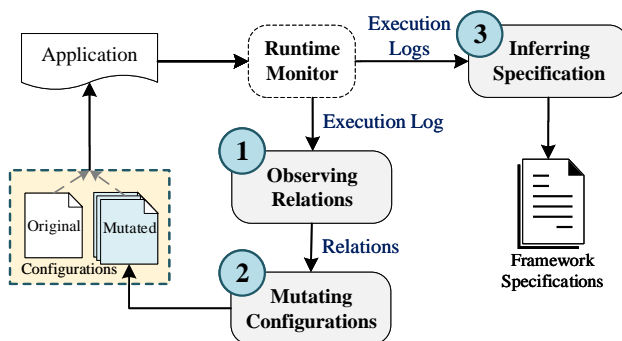 Application
Runtime
Monitor
Execution
Logs
3
Inferring
Specification
Execution Log
1
Observing
Relations
Original
Mutated
Configurations
Relations
2
Mutating
Configurations
Framework
Specifications